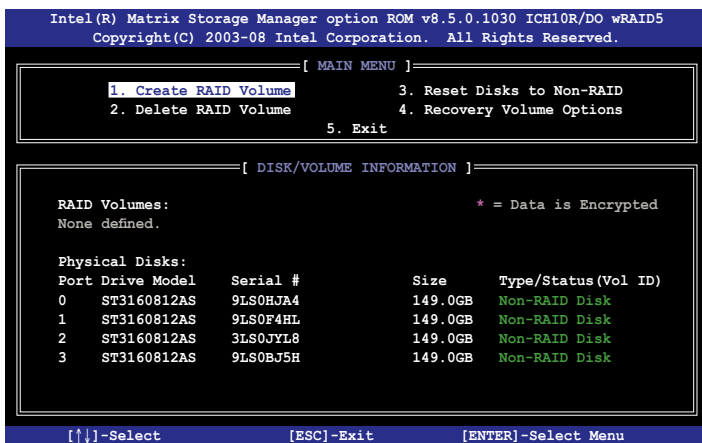 Intel(R) Matrix Storage Manager option ROM v8.5.0.1030 ICH10R/DO wRAID5
Copyright(C) 2003-08 Intel Corporation. All Rights Reserved.
[ MAIN MENU ]
1. Create RAID Volume 3. Reset Disks to Non-RAID
2. Delete RAID Volume 4. Recovery Volume Options
5. Exit
[ DISK/VOLUME INFORMATION ]
RAID Volumes: * = Data is Encrypted
None defined.
Physical Disks:
Port Drive Model Serial # Size Type/Status(Vol ID)
0 ST3160812AS 9LS0HJA4 149.0GB Non-RAID Disk
1 ST3160812AS 9LS0F4HL 149.0GB Non-RAID Disk
2 ST3160812AS 3LS0JYL8 149.0GB Non-RAID Disk
3 ST3160812AS 9LS0BJ5H 149.0GB Non-RAID Disk
[↑↓]-Select [ESC]-Exit [ENTER]-Select Menu